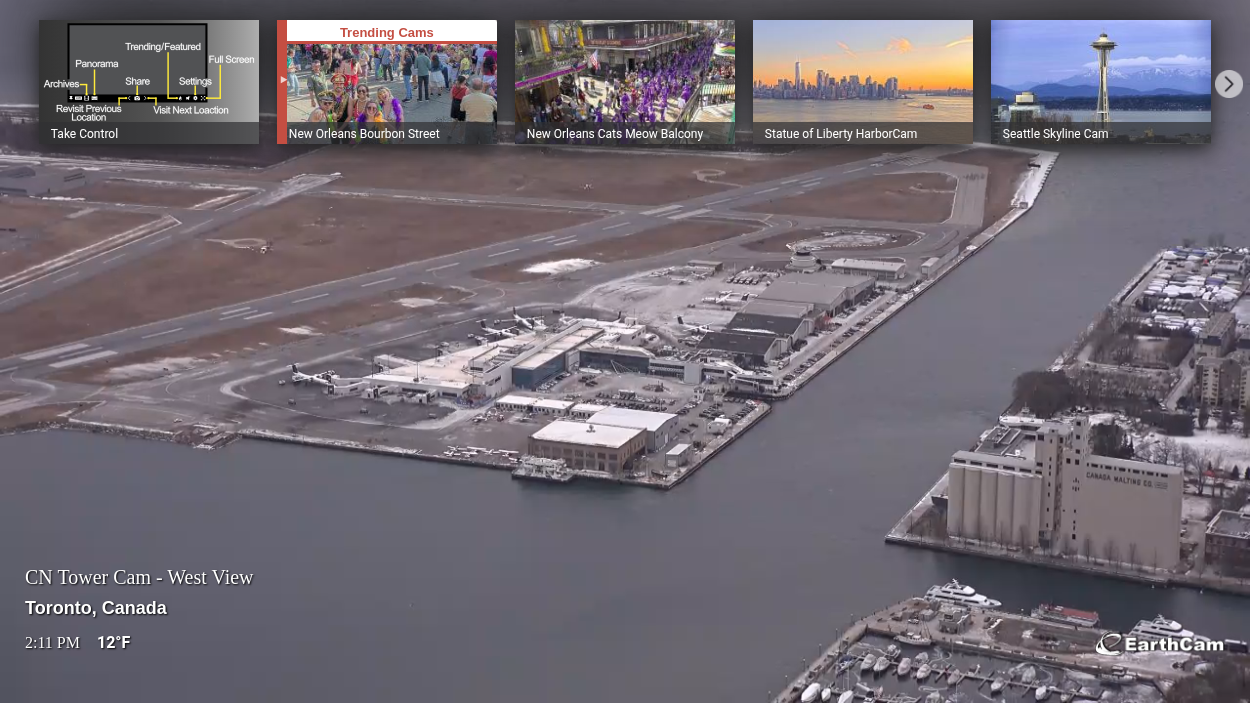 Trending/Featured
Full Screen
Panorama
Archives
Share
Settings
Revisit Previous
Location
Visit Next Loaction
Take Control
Trending Cams
New Orleans Bourbon Street
New Orleans Cats Meow Balcony
Statue of Liberty HarborCam
Seattle Skyline Cam
CANADA MALTING CO.
CN Tower Cam - West View
Toronto, Canada
2:11 PM 12°F
EarthCam